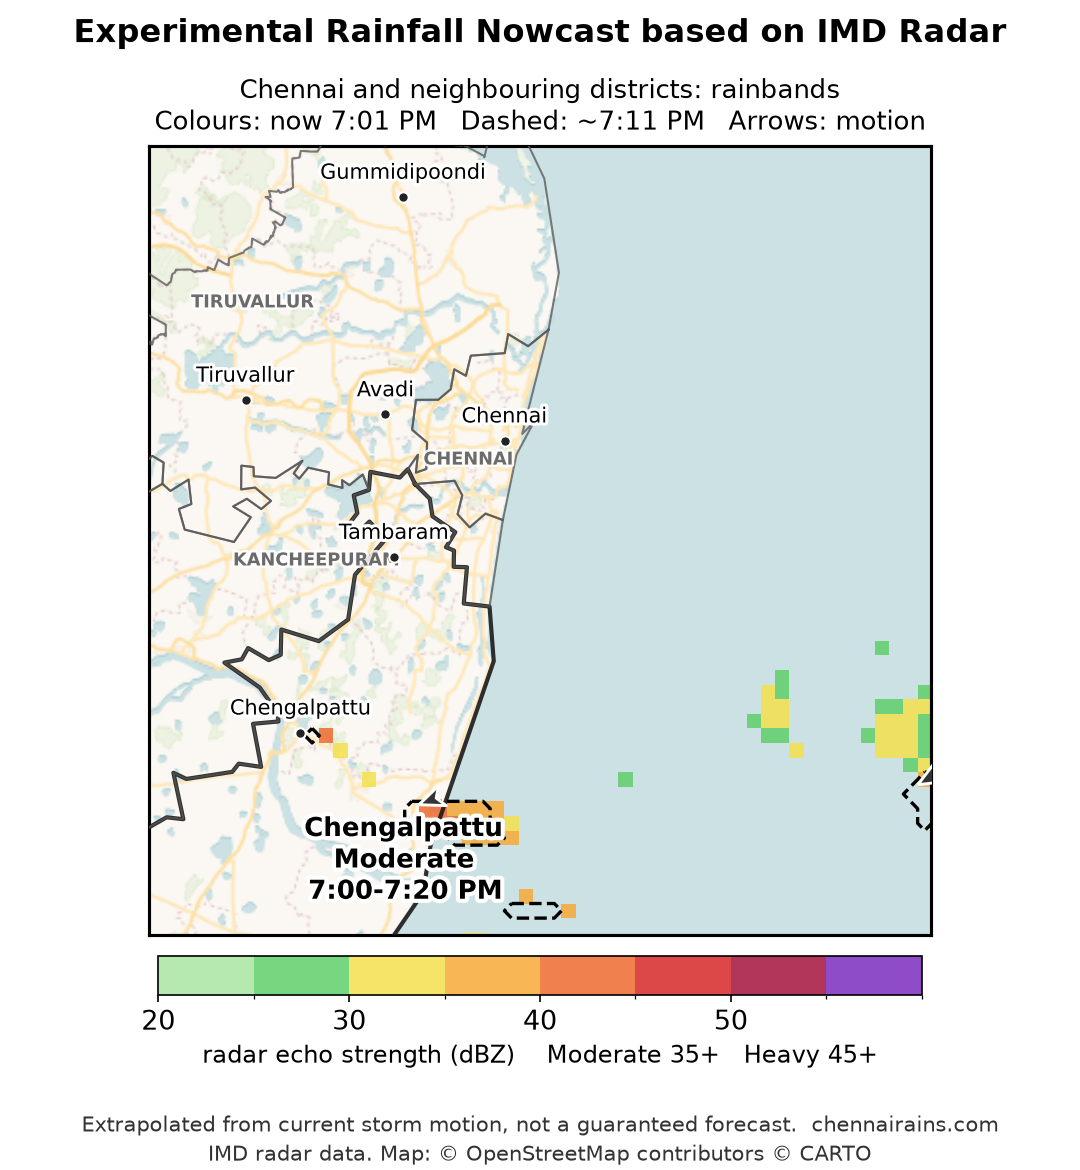 Experimental Rainfall Nowcast based on IMD Radar
Chennai and neighbouring districts: rainbands
Colours: now 7:01 PM   Dashed: ~7:11 PM   Arrows: motion
Gummidipoondi
TIRUVALLUR
Tiruvallur
Avadi
Chennai
CHENNAI
Tambaram
KANCHEEPURAM
Chengalpattu
Chengalpattu
Moderate
7:00-7:20 PM
20 30 40 50
radar echo strength (dBZ)    Moderate 35+   Heavy 45+
Extrapolated from current storm motion, not a guaranteed forecast.  chennairains.com
IMD radar data. Map: © OpenStreetMap contributors © CARTO